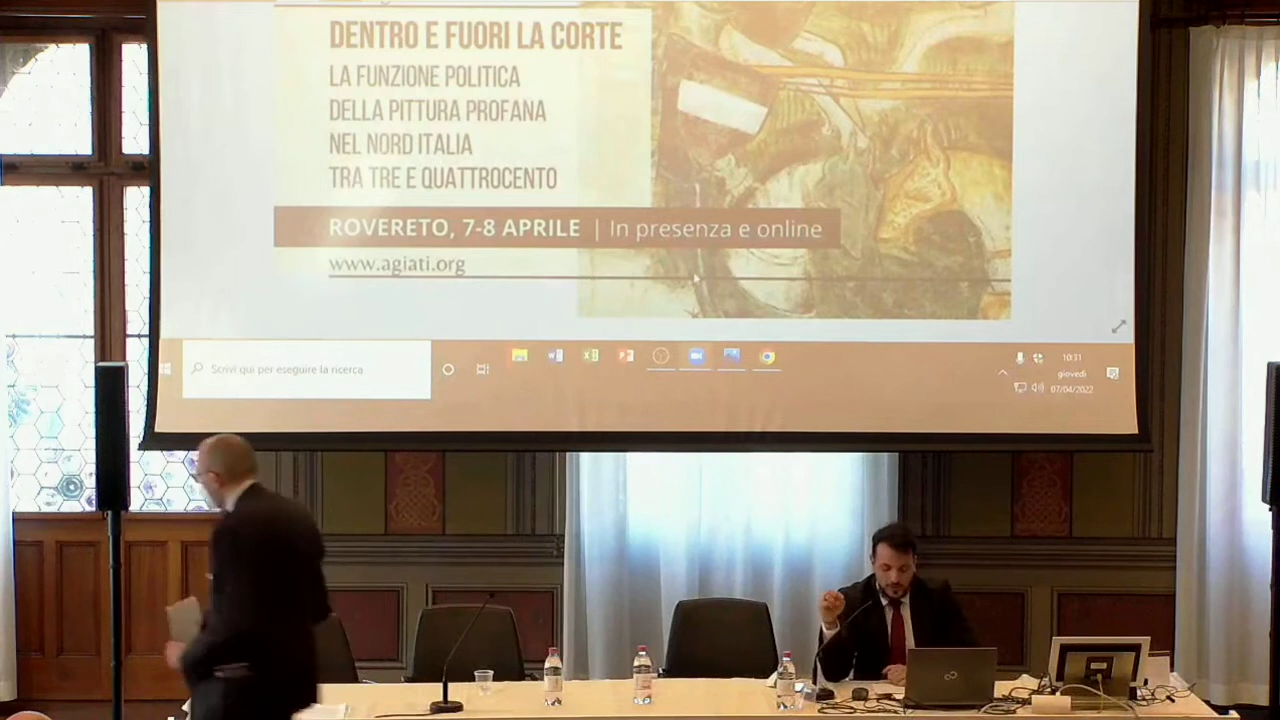 DENTRO E FUORI LA CORTE
LA FUNZIONE POLITICA
DELLA PITTURA PROFANA
NEL NORD ITALIA
TRA TRE E QUATTROCENTO
ROVERETO, 7-8 APRILE | In presenza e online
www.agiati.org
Scrivi qui per eseguire la ricerca
10:31
giovedì
07/04/2022